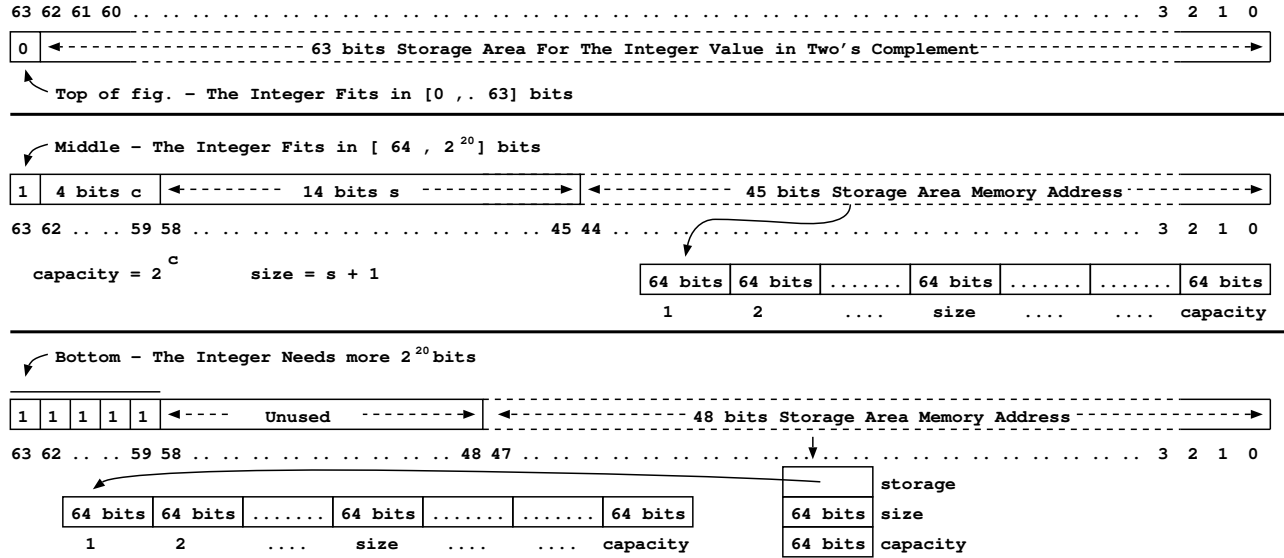 63 62 61 60 .. .. .. .. .. .. .. .. .. .. .. .. .. .. .. .. .. .. .. .. .. .. .. .. .. .. .. .. .. .. 3 2 1 0
0 63 bits Storage Area For The Integer Value in Two's Complement
Top of fig. – The Integer Fits in [0 ,. 63] bits
Middle – The Integer Fits in [ 64 , 2^20] bits
1 4 bits c 14 bits s 45 bits Storage Area Memory Address
63 62 .. .. 59 58 .. .. .. .. .. .. .. .. .. .. .. .. 45 44 .. .. .. .. .. .. .. .. .. .. .. .. .. .. .. .. .. .. 3 2 1 0
capacity = 2^c size = s + 1
64 bits 64 bits ....... 64 bits ....... ....... 64 bits
1 2 .... size .... .... capacity
Bottom – The Integer Needs more 2^20 bits
1 1 1 1 1 Unused 48 bits Storage Area Memory Address
63 62 .. .. 59 58 .. .. .. .. .. .. .. .. .. 48 47 .. .. .. .. .. .. .. .. .. .. .. .. .. .. .. .. .. .. .. .. .. 3 2 1 0
storage
64 bits 64 bits ....... 64 bits ....... ....... 64 bits 64 bits size
1 2 .... size .... .... capacity 64 bits capacity